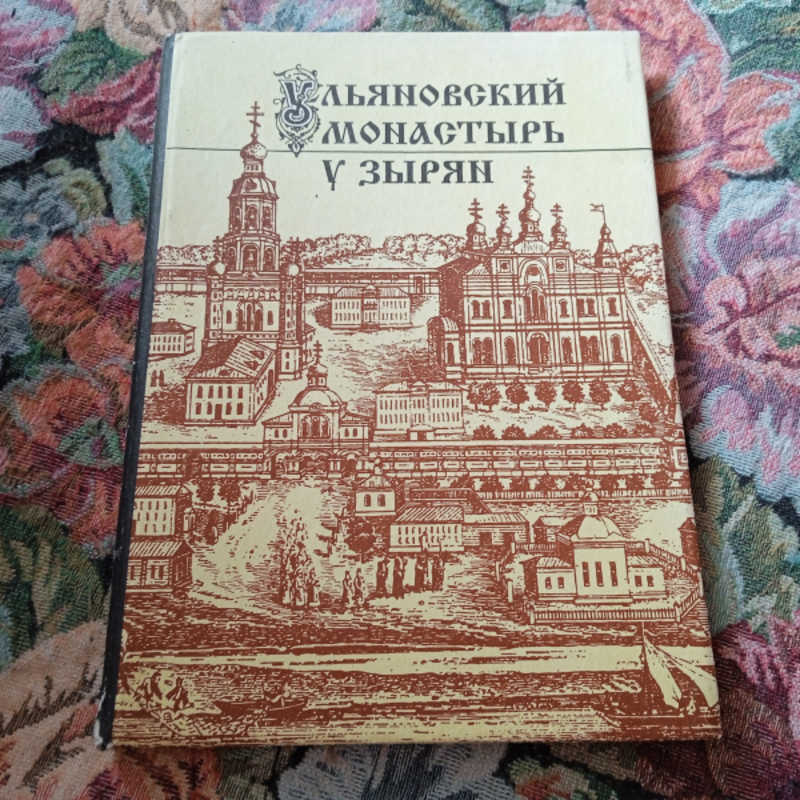 Ульяновский
монастырь
у зырян